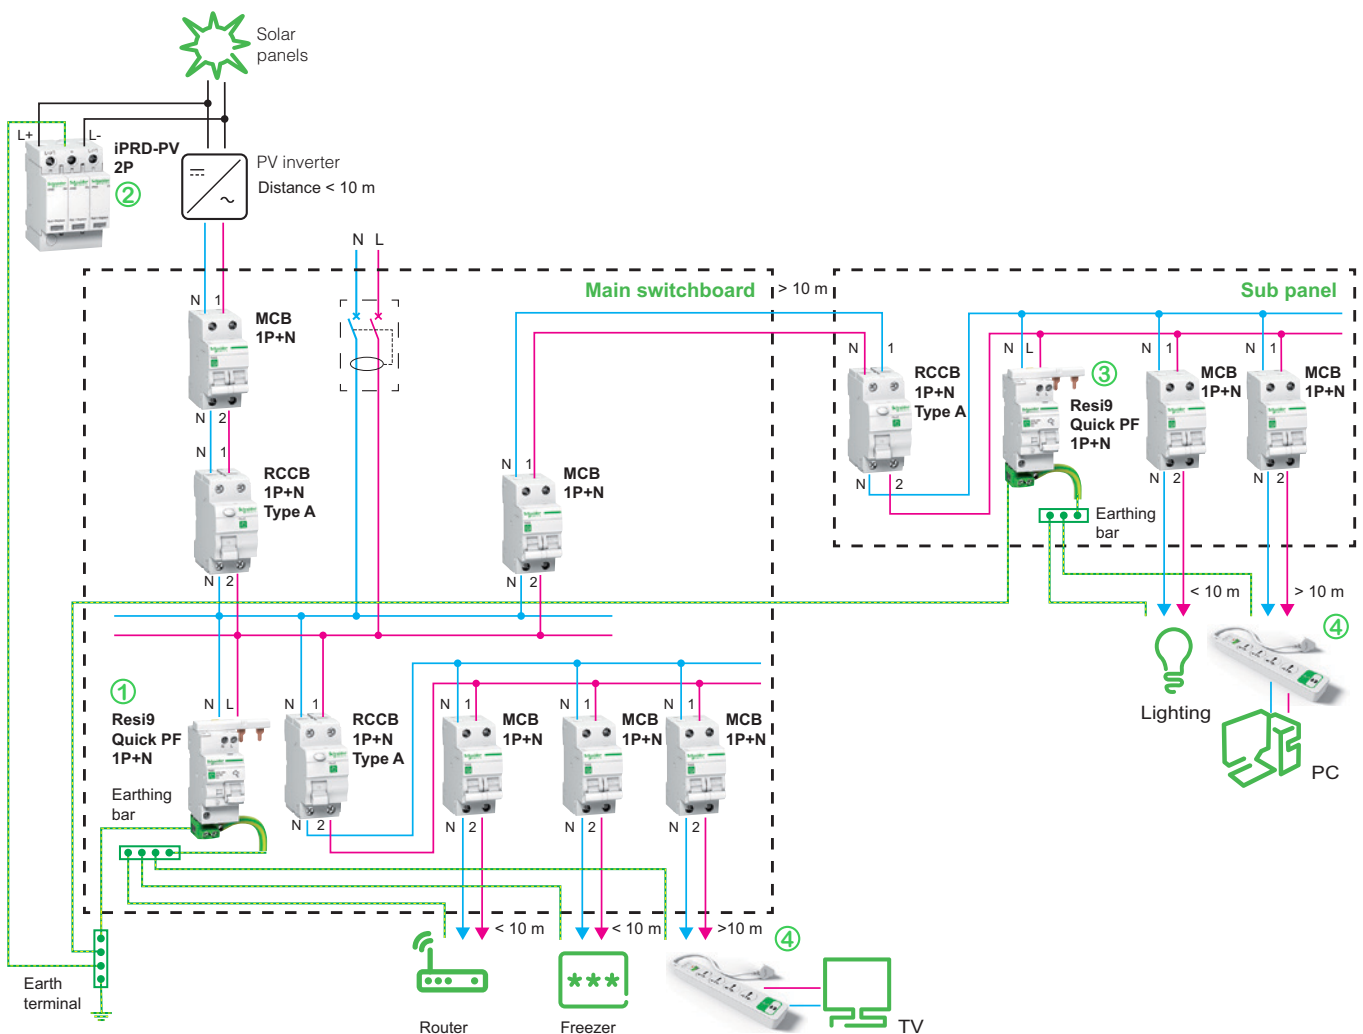 Solar
panels
L+
L-
iPRD-PV
2P
②
PV inverter
Distance < 10 m
N L
Main switchboard
> 10 m
Sub panel
N 1
MCB
1P+N
N 2
N 1
RCCB
1P+N
Type A
N 2
N 1
MCB
1P+N
N 2
N 1
RCCB
1P+N
Type A
N 2
N L
③
Resi9
Quick PF
1P+N
N 1
MCB
1P+N
N
N 1
MCB
1P+N
N
Earthing
bar
< 10 m
> 10 m
④
Lighting
PC
①
Resi9
Quick PF
1P+N
N L
Earthing
bar
N 1
RCCB
1P+N
Type A
N 2
N 1
MCB
1P+N
N 2
N 1
MCB
1P+N
N 2
N 1
MCB
1P+N
N 2
< 10 m
< 10 m
>10 m
④
Earth
terminal
Router
***
Freezer
TV